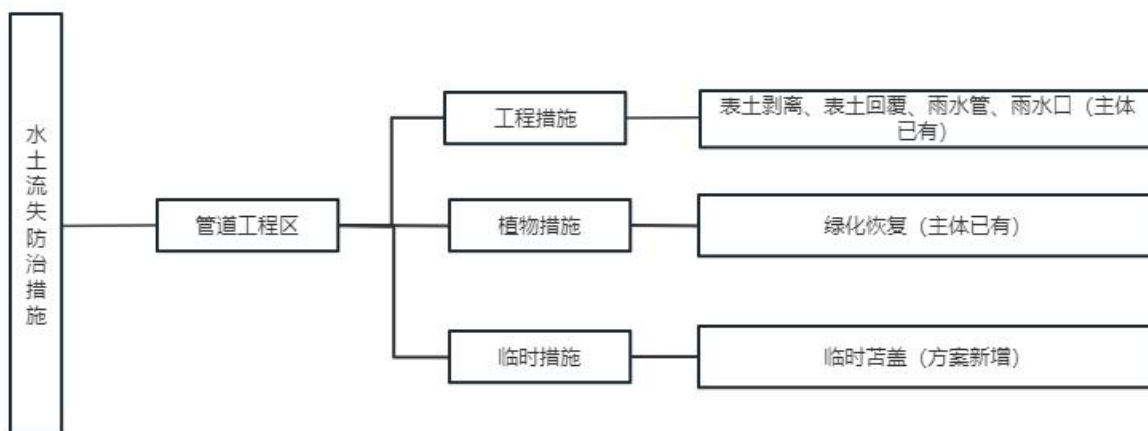 水土流失防治措施
管道工程区
工程措施
表土剥离、表土回覆、雨水管、雨水口（主体
已有）
植物措施
绿化恢复（主体已有）
临时措施
临时苫盖（方案新增）